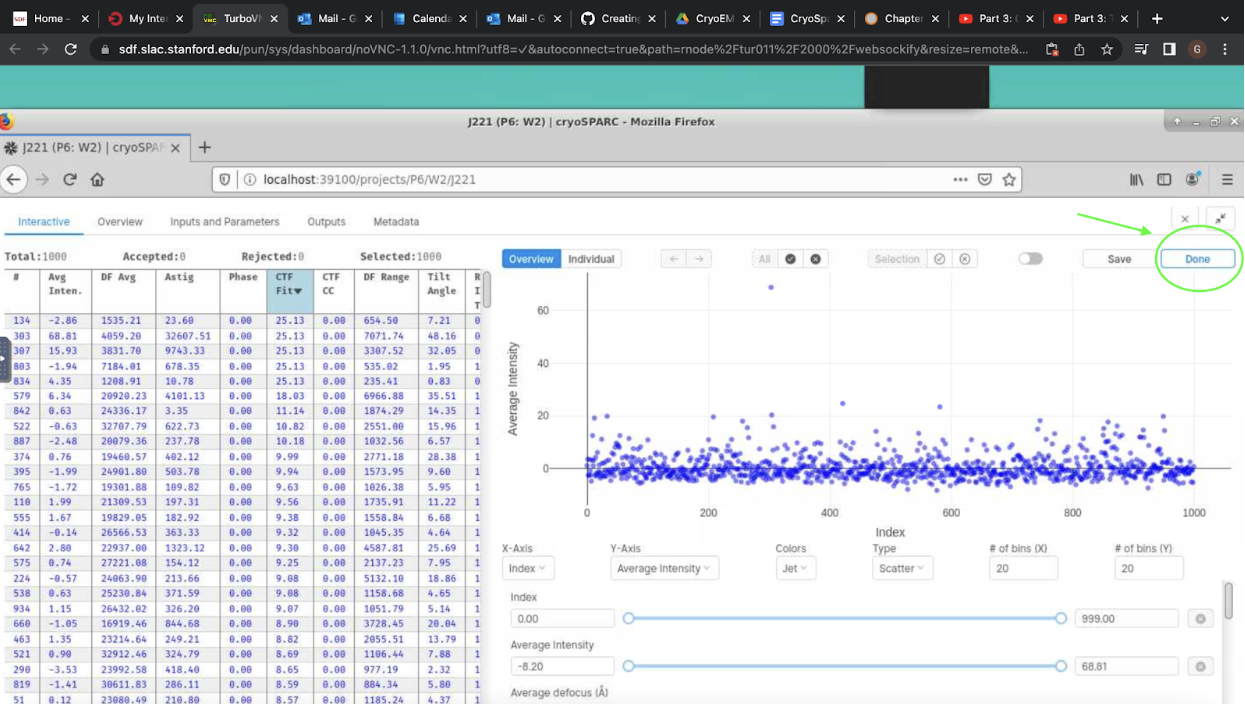 Home -
My Inte
TurboV
Mail - G
Calenda
Mail - G
Creatin
CryoEM
CryoSp
Chapter
Part 3:
Part 3:
sdf.slac.stanford.edu/pun/sys/dashboard/noVNC-1.1.0/vnc.html?utf8=✓&autoconnect=true&path=rnode%2Ftur011%2F2000%2Fwebsockify&resize=remote&...
G
J221 (P6: W2) | cryoSPARC - Mozilla Firefox
J221 (P6: W2) | cryoSPA
localhost:39100/projects/P6/W2/J221
Interactive Overview Inputs and Parameters Outputs Metadata
Total:1000 Accepted:0 Rejected:0 Selected:1000
Overview Individual All Selection Save Done
# Avg Inten. DF Avg Astig Phase CTF Fit▼ CTF CC DF Range Tilt Angle R I T
134 -2.86 1535.21 23.60 0.00 25.13 0.00 654.50 7.21 0
303 68.81 4059.20 32607.51 0.00 25.13 0.00 7071.74 48.16 0
307 15.93 3831.70 9743.33 0.00 25.13 0.00 3307.52 32.05 0
803 -1.94 7184.01 678.35 0.00 25.13 0.00 535.02 1.95 1
834 4.35 1208.91 10.78 0.00 25.13 0.00 235.41 0.83 0
579 6.34 20920.23 4101.13 0.00 18.03 0.00 6966.88 35.51 1
842 0.63 24336.17 3.35 0.00 11.14 0.00 1874.29 14.35 1
522 -0.63 32707.79 622.73 0.00 10.82 0.00 2551.00 15.96 1
887 -2.48 20079.36 237.78 0.00 10.18 0.00 1032.56 6.57 1
374 0.76 19460.57 402.12 0.00 9.99 0.00 2771.18 28.38 1
395 -1.99 24901.80 503.78 0.00 9.94 0.00 1573.95 9.60 1
765 -1.72 19301.88 109.82 0.00 9.63 0.00 1026.38 5.95 1
110 1.99 21309.53 197.31 0.00 9.56 0.00 1735.91 11.22 1
555 1.67 19829.05 182.92 0.00 9.38 0.00 1558.84 6.68 1
414 -0.14 26566.53 363.33 0.00 9.32 0.00 1045.35 4.64 1
642 2.80 22937.00 1323.12 0.00 9.30 0.00 4587.81 25.69 1
575 0.74 27221.08 154.12 0.00 9.25 0.00 2137.23 7.95 1
224 -0.57 24063.90 213.66 0.00 9.08 0.00 5132.10 18.86 1
538 0.63 25230.84 371.59 0.00 9.08 0.00 1158.68 4.65 1
934 1.15 26432.02 326.20 0.00 9.07 0.00 1051.79 5.14 1
660 -1.05 16919.46 844.68 0.00 8.90 0.00 3728.45 20.04 1
463 1.35 23214.64 249.21 0.00 8.82 0.00 2055.51 13.79 1
521 0.90 32912.46 324.79 0.00 8.69 0.00 1106.44 7.88 1
290 -3.53 23992.58 418.40 0.00 8.65 0.00 977.19 2.32 1
819 -1.41 30611.83 286.11 0.00 8.59 0.00 884.34 5.80 1
51 0.12 23080.49 210.80 0.00 8.57 0.00 1185.24 4.37 1
Average Intensity
60
40
20
0
0 200 400 600 800 1000
Index
X-Axis Y-Axis Colors Type # of bins (X) # of bins (Y)
Index Average Intensity Jet Scatter 20 20
Index
0.00 999.00
Average Intensity
-8.20 68.81
Average defocus (Å)